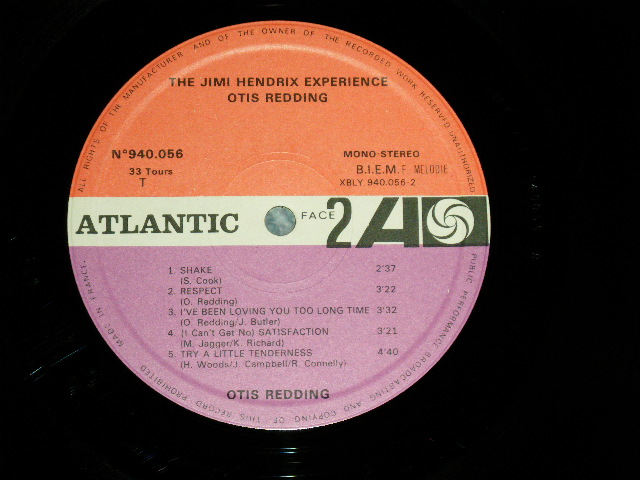 ALL RIGHTS OF THE MANUFACTURER AND OF THE OWNER OF THE RECORDED WORK RESERVED UNAUTHORIZED
PUBLIC PERFORMANCE BROADCASTING AND COPYING OF THIS RECORD PROHIBITED
MADE IN FRANCE.
THE JIMI HENDRIX EXPERIENCE
OTIS REDDING
N°940.056
33 Tours
T
MONO-STEREO
B.I.E.M. F MELODIE
XBLY 940.056-2
ATLANTIC FACE 2 A
1. SHAKE 2'37
(S. Cook)
2. RESPECT 3'22
(O. Redding)
3. I'VE BEEN LOVING YOU TOO LONG TIME 3'32
(O. Redding/J. Butler)
4. (I Can't Get No) SATISFACTION 3'21
(M. Jagger/K. Richard)
5. TRY A LITTLE TENDERNESS 4'40
(H. Woods/J. Campbell/R. Connelly)
OTIS REDDING